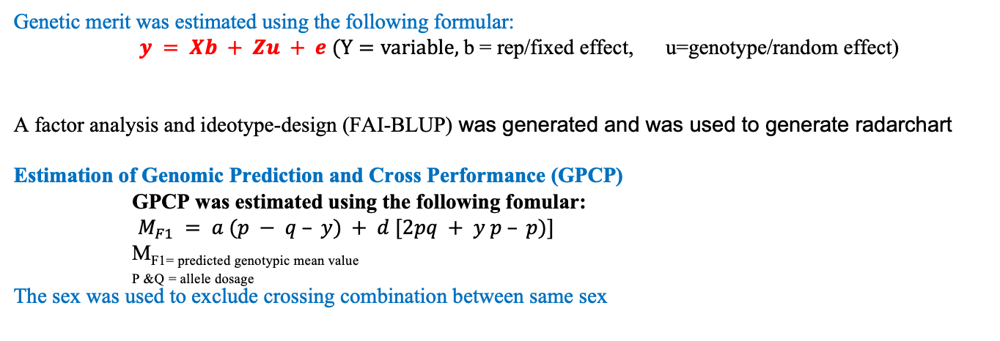 Genetic merit was estimated using the following formular:
y = Xb + Zu + e (Y = variable, b = rep/fixed effect, u=genotype/random effect)
A factor analysis and ideotype-design (FAI-BLUP) was generated and was used to generate radarchart
Estimation of Genomic Prediction and Cross Performance (GPCP)
GPCP was estimated using the following fomular:
M_F1 = a (p − q − y) + d [2pq + y p − p)]
M_F1= predicted genotypic mean value
P &Q = allele dosage
The sex was used to exclude crossing combination between same sex